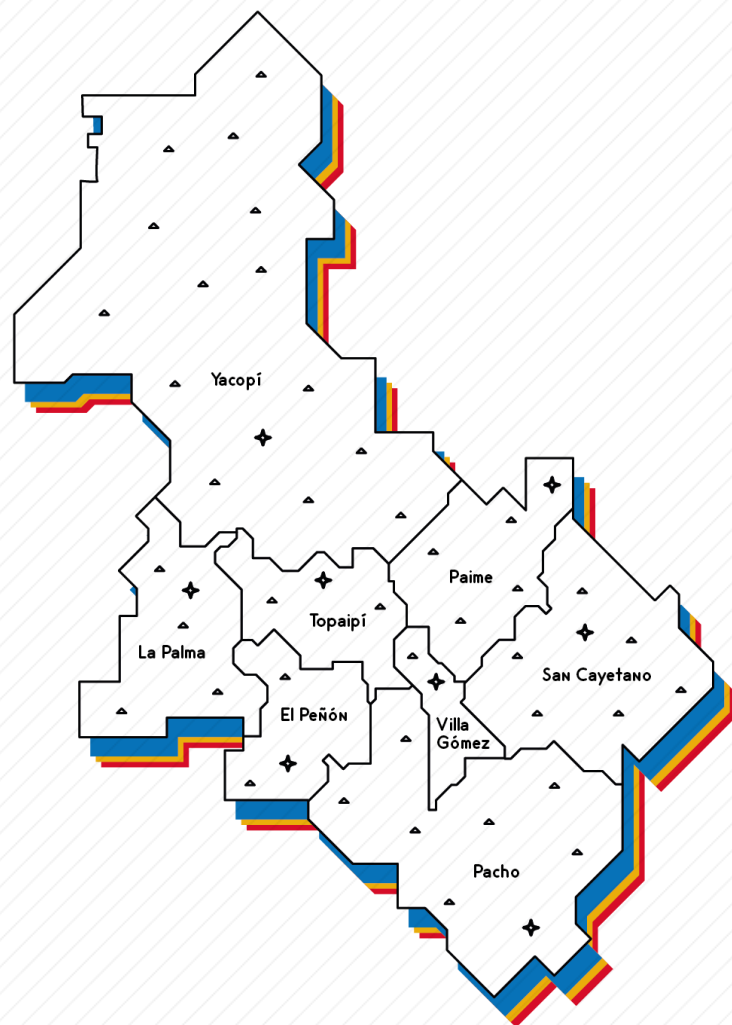 Yacopí
Paime
Topaipí
La Palma
San Cayetano
El Peñón
Villa
Gómez
Pacho